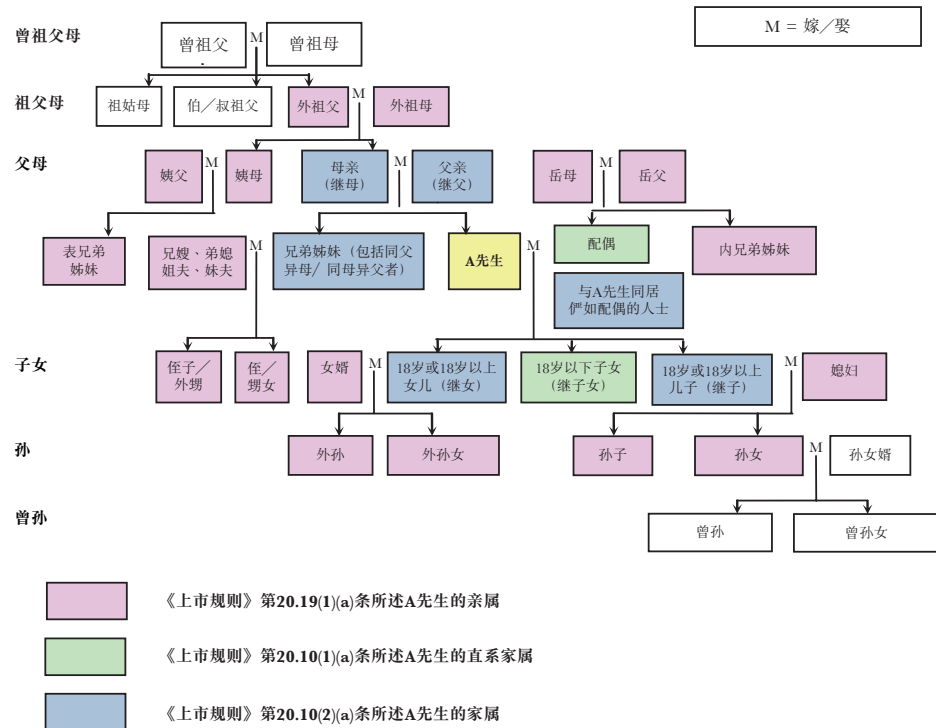 M = 嫁／娶
曾祖父母
曾祖父
M
曾祖母
祖父母
祖姑母
伯／叔祖父
外祖父
M
外祖母
父母
姨父
M
姨母
母亲
（继母）
M
父亲
（继父）
岳母
M
岳父
表兄弟
姊妹
兄嫂、弟媳
姐夫、妹夫
M
兄弟姊妹（包括同父
异母/ 同母异父者）
A先生
M
配偶
内兄弟姊妹
与A先生同居
俨如配偶的人士
子女
侄子／
外甥
侄／
甥女
女婿
M
18岁或18岁以上
女儿（继女）
18岁以下子女
（继子女）
18岁或18岁以上
儿子（继子）
M
媳妇
孙
外孙
外孙女
孙子
孙女
M
孙女婿
曾孙
曾孙
曾孙女
《上市规则》第20.19(1)(a)条所述A先生的亲属
《上市规则》第20.10(1)(a)条所述A先生的直系家属
《上市规则》第20.10(2)(a)条所述A先生的家属